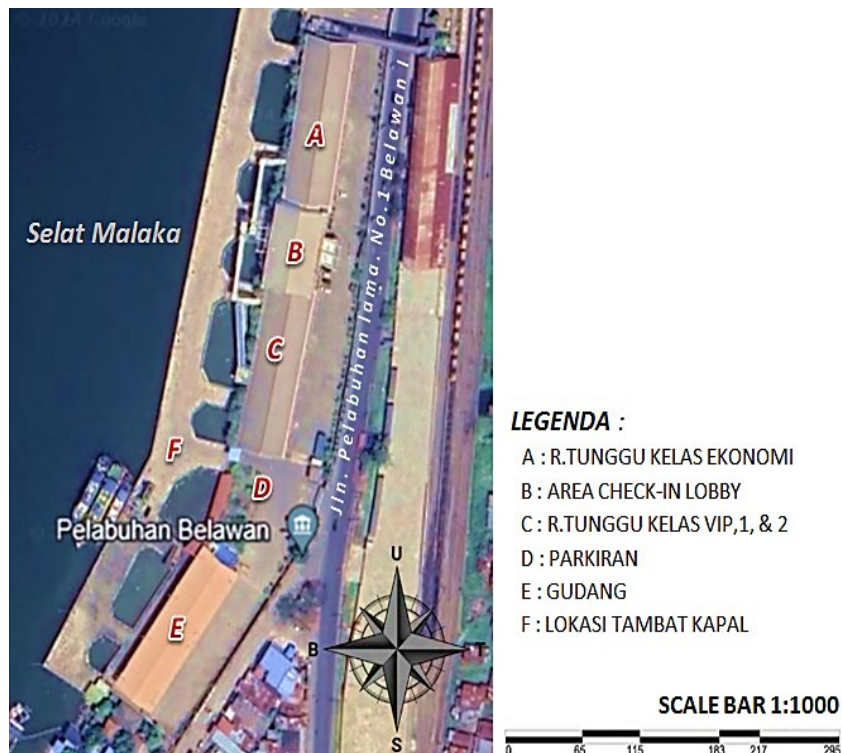 © 2024 Google
A
Selat Malaka
B
C
Jln. Pelabuhan lama. No.1 Belawan I
F
D
Pelabuhan Belawan
E
U
B
T
S
LEGENDA :
A : R.TUNGGU KELAS EKONOMI
B : AREA CHECK-IN LOBBY
C : R.TUNGGU KELAS VIP,1, & 2
D : PARKIRAN
E : GUDANG
F : LOKASI TAMBAT KAPAL
SCALE BAR 1:1000
0 65 115 183 217 295